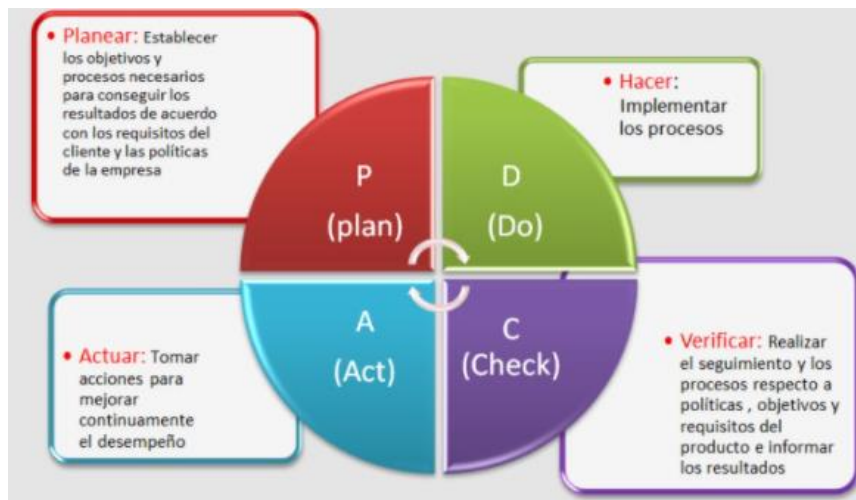 • Planear: Establecer
los objetivos y
procesos necesarios
para conseguir los
resultados de acuerdo
con los requisitos del
cliente y las políticas
de la empresa
• Hacer:
Implementar
los procesos
P
(plan)
D
(Do)
A
(Act)
C
(Check)
• Actuar: Tomar
acciones para
mejorar
continuamente
el desempeño
• Verificar: Realizar
el seguimiento y los
procesos respecto a
políticas , objetivos y
requisitos del
producto e informar
los resultados